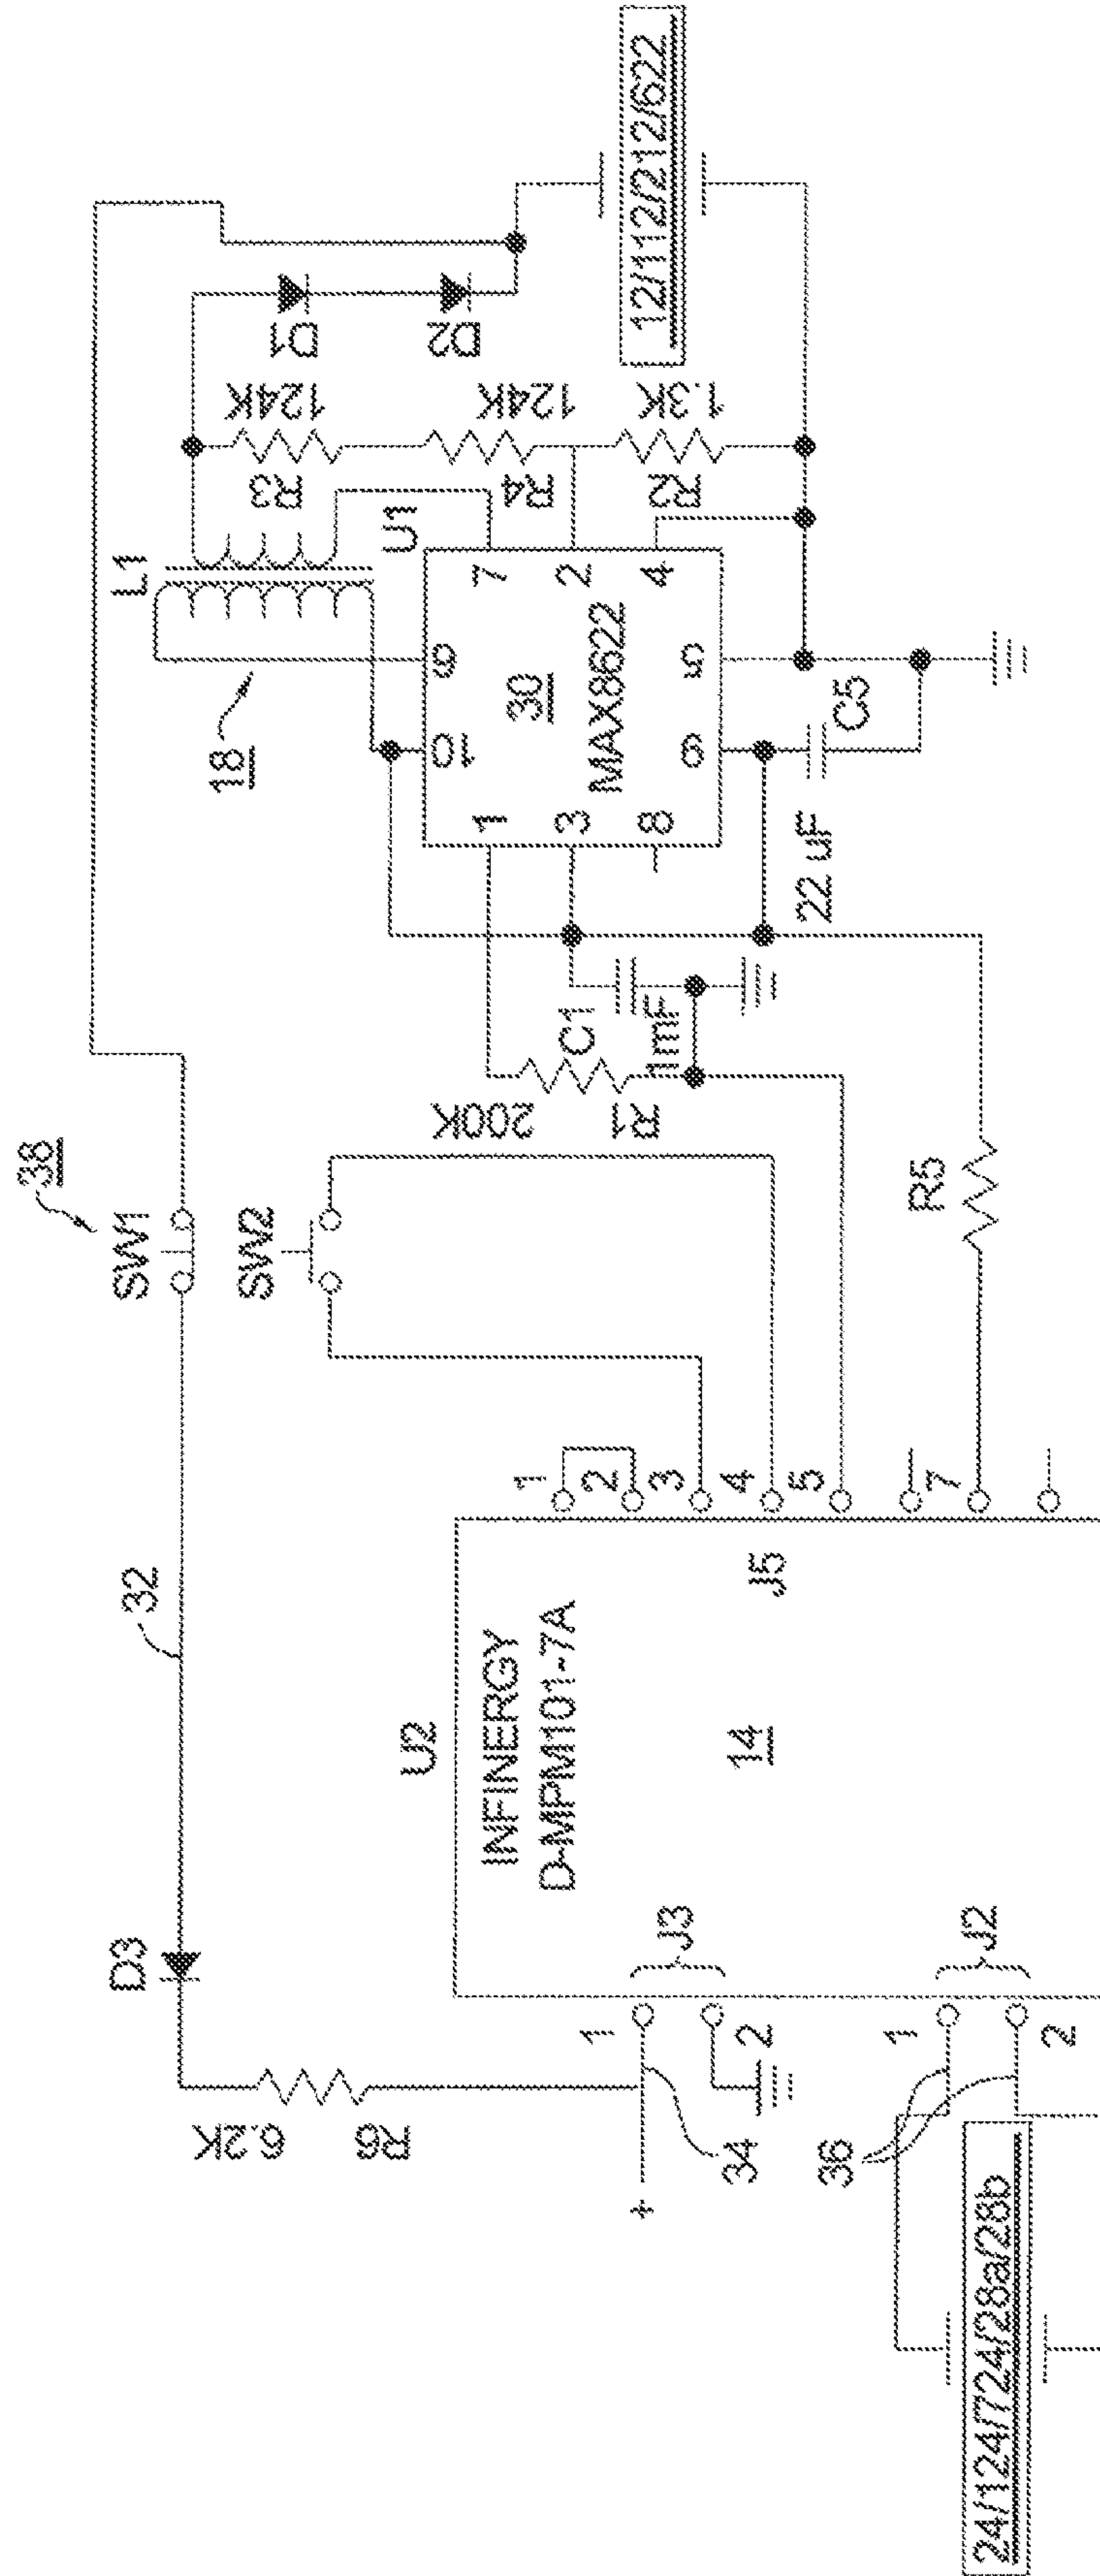 24/124/724/28a/28b
36
34
+
1
2
1
2
J3
J2
R6
6.2K
D3
32
U2
INFINERGY
D-MPM101-7A
14
J5
1
2
3
4
5
7
38
SW1
SW2
200K
R1
C1
1mF
R5
22 uF
C5
18
L1
U1
1
3
8
10
6
9
5
7
2
4
30
MAX8622
R3
124K
R4
124K
R2
1.3K
D1
D2
12/112/212/622